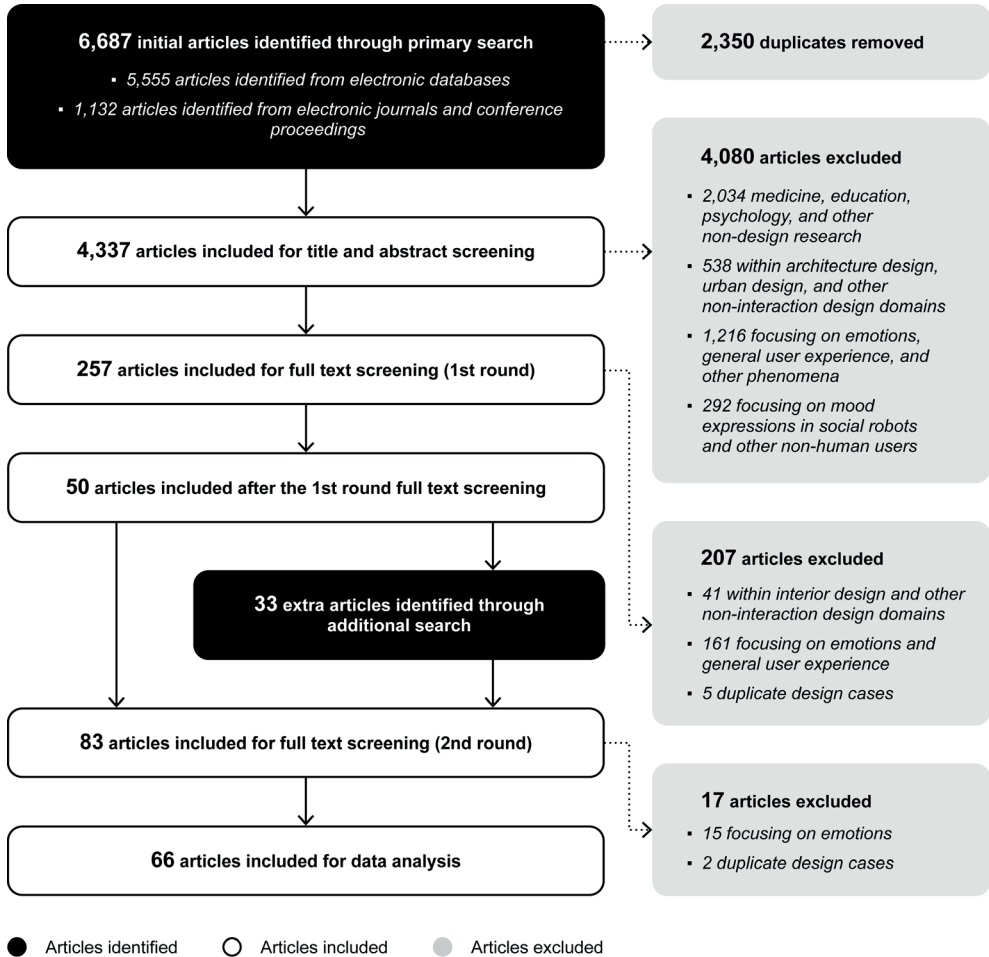 6,687 initial articles identified through primary search
▪ 5,555 articles identified from electronic databases
▪ 1,132 articles identified from electronic journals and conference
proceedings
2,350 duplicates removed
4,337 articles included for title and abstract screening
4,080 articles excluded
▪ 2,034 medicine, education,
psychology, and other
non-design research
▪ 538 within architecture design,
urban design, and other
non-interaction design domains
▪ 1,216 focusing on emotions,
general user experience, and
other phenomena
▪ 292 focusing on mood
expressions in social robots
and other non-human users
257 articles included for full text screening (1st round)
50 articles included after the 1st round full text screening
207 articles excluded
▪ 41 within interior design and other
non-interaction design domains
▪ 161 focusing on emotions and
general user experience
▪ 5 duplicate design cases
33 extra articles identified through
additional search
83 articles included for full text screening (2nd round)
17 articles excluded
▪ 15 focusing on emotions
▪ 2 duplicate design cases
66 articles included for data analysis
Articles identified
Articles included
Articles excluded